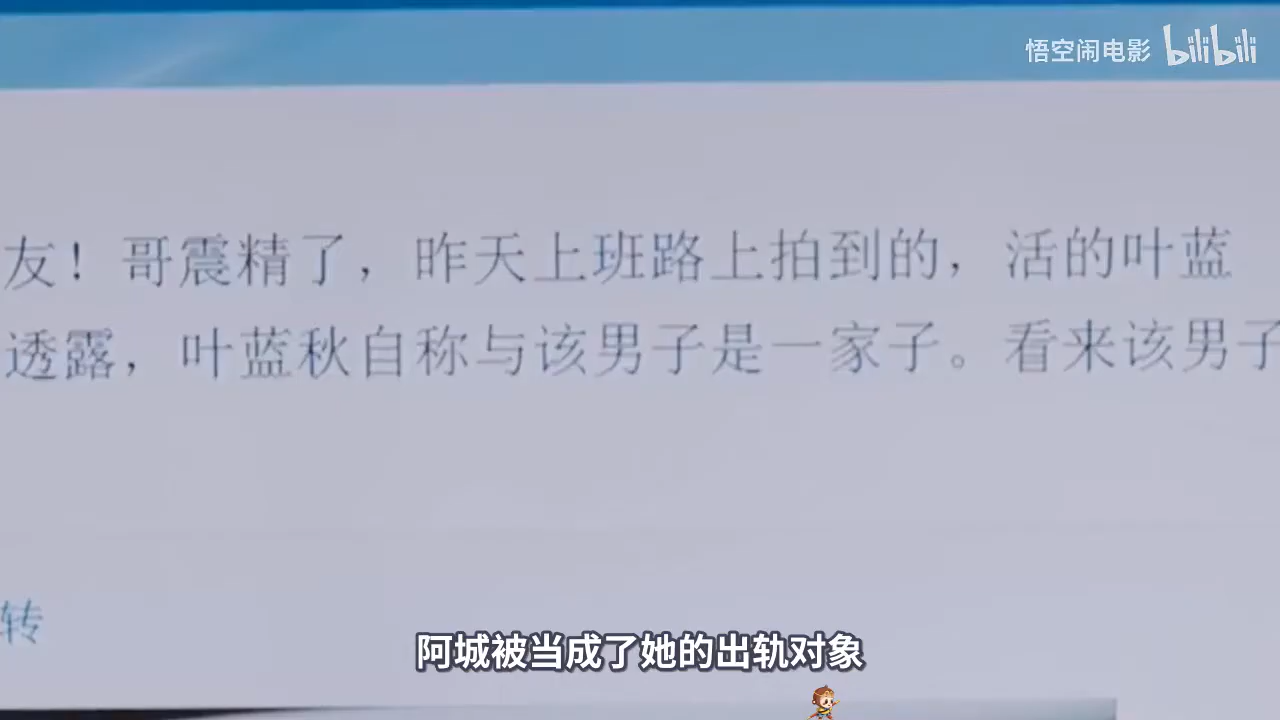 悟空闹电影 bilibili
友！哥震精了，昨天上班路上拍到的，活的叶蓝
透露，叶蓝秋自称与该男子是一家子。看来该男子
转
阿城被当成了她的出轨对象